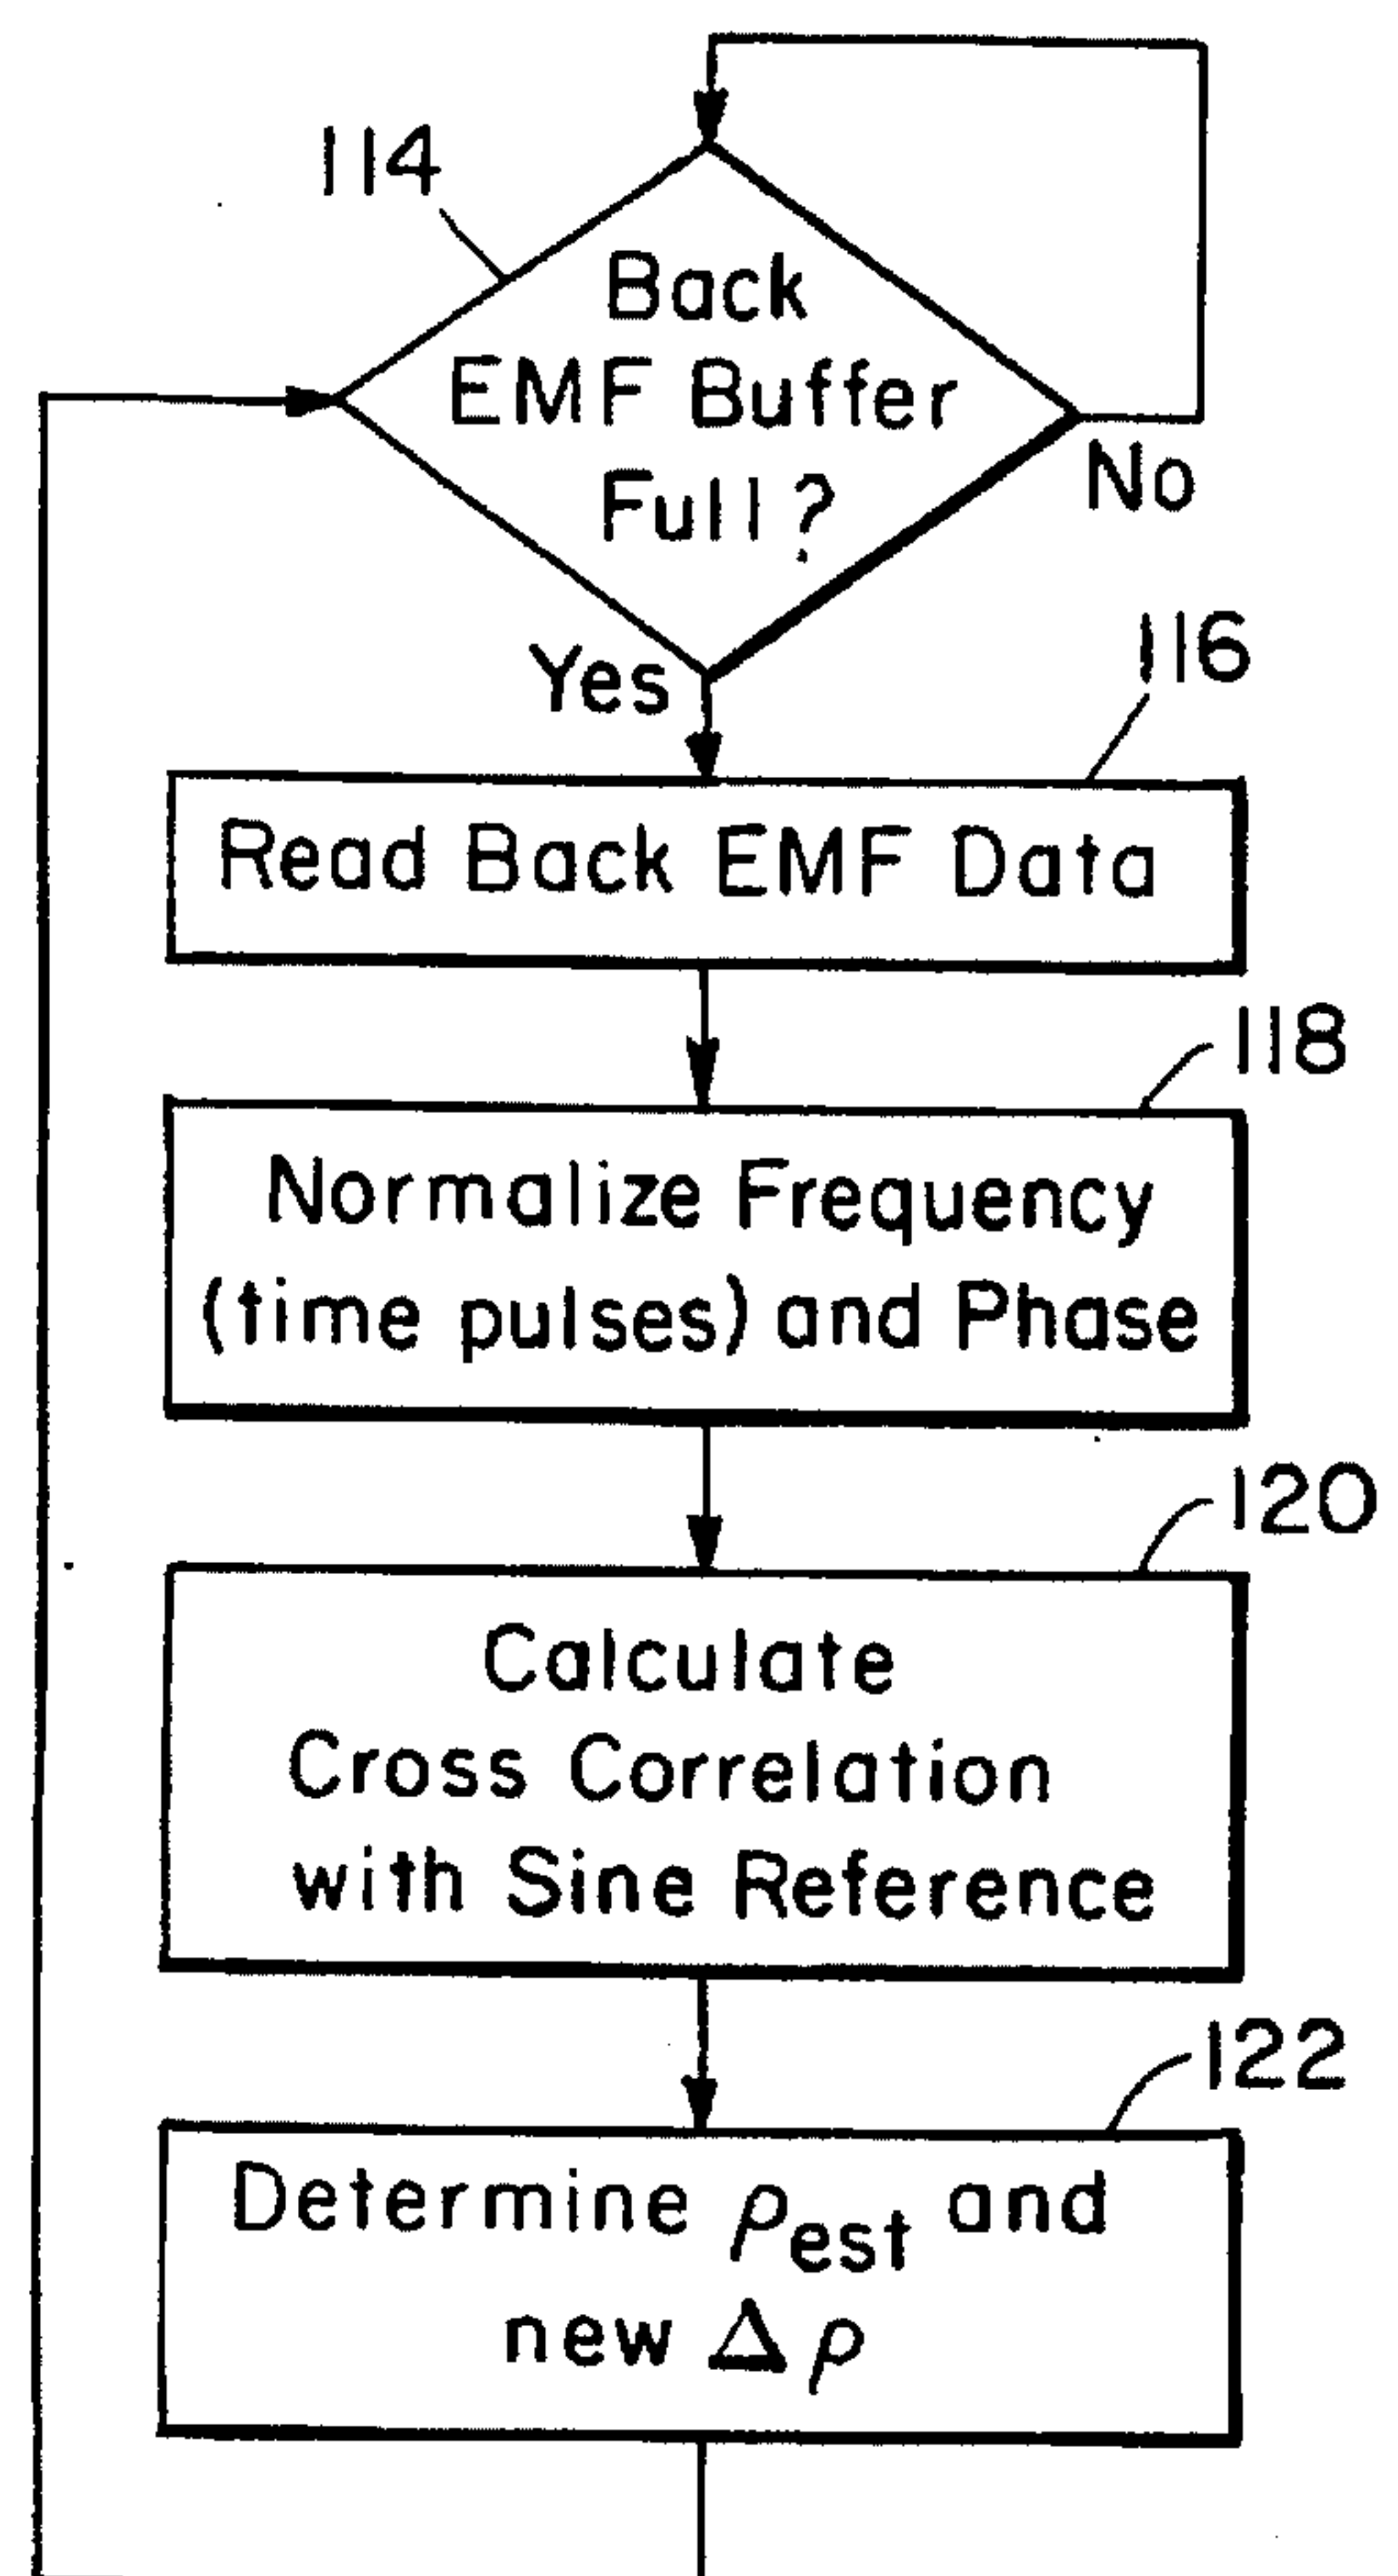 114
Back
EMF Buffer
Full?
No
Yes
116
Read Back EMF Data
118
Normalize Frequency
(time pulses) and Phase
120
Calculate
Cross Correlation
with Sine Reference
122
Determine ρest and
new Δρ